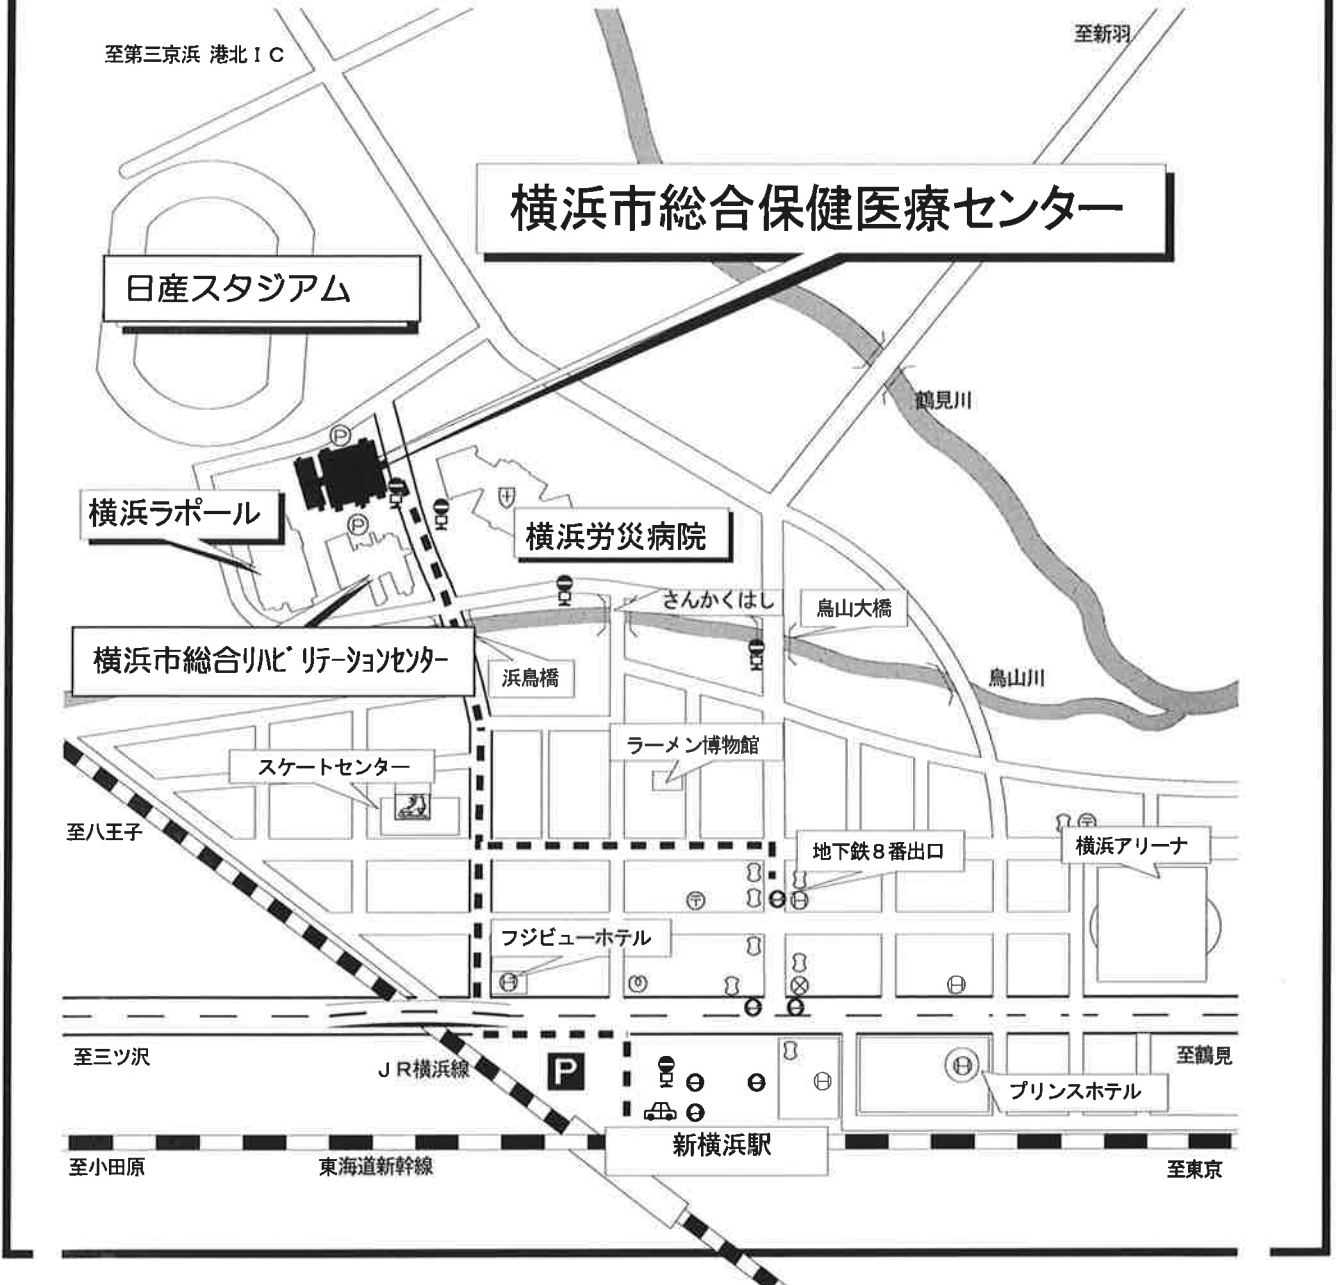 至第三京浜 港北ＩＣ
至新羽
横浜市総合保健医療センター
日産スタジアム
鶴見川
Ｐ
横浜ラポール
Ｐ
横浜労災病院
さんかくはし
鳥山大橋
横浜市総合ﾘﾊﾋﾞﾘﾃｰｼｮﾝｾﾝﾀｰ
浜鳥橋
鳥山川
ラーメン博物館
スケートセンター
至八王子
地下鉄８番出口
横浜アリーナ
フジビューホテル
至三ツ沢
ＪＲ横浜線
P
至鶴見
プリンスホテル
新横浜駅
至小田原
東海道新幹線
至東京